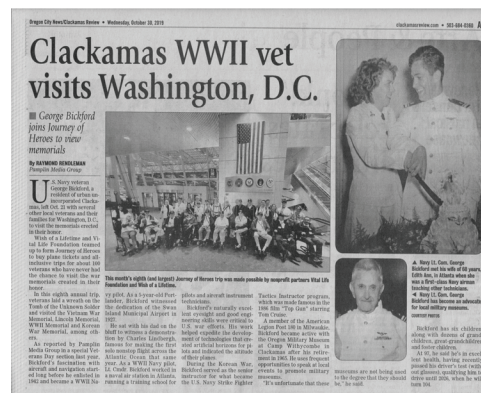 Oregon City News/Clackamas Review • Wednesday, October 30, 2019
clackamasreview.com • 503-684-0360 A
Clackamas WWII vet
visits Washington, D.C.
George Bickford
joins Journey of
Heroes to view
memorials
By RAYMOND RENDLEMAN
Pamplin Media Group
U.S. Navy veteran
George Bickford, a
resident of urban
incorporated Clacka-
mas, left Oct. 21 with several
other local veterans and their
families for Washington, D.C.,
to visit the memorials erected
in their honor.
Wish of a Lifetime and Vi-
tal Life Foundation teamed
up to form Journey of Heroes
to buy plane tickets and all-
inclusive trips for about 100
veterans who have never had
the chance to visit the war
memorials created in their
honor.
In this eighth annual trip,
veterans laid a wreath on the
Tomb of the Unknown Soldier
and visited the Vietnam War
Memorial, Lincoln Memorial,
WWII Memorial and Korean
War Memorial, among oth-
ers.
As reported by Pamplin
Media Group in a special Vet-
erans Day section last year,
Bickford's fascination with
aircraft and navigation start-
ed long before he enlisted in
1942 and became a WWII Na-
This month's eighth (and largest) Journey of Heroes trip was made possible by nonprofit partners Vital Life
Foundation and Wish of a Lifetime.
vy pilot. As a 5-year-old Port-
lander, Bickford witnessed
the dedication of the Swan
Island Municipal Airport in
1927.
He sat with his dad on the
bluff to witness a demonstra-
tion by Charles Lindbergh,
famous for making the first
solo nonstop flight across the
Atlantic Ocean that same
year. As a WWII Navy pilot,
Lt. Cmdr. Bickford worked in
a naval air station in Atlanta,
running a training school for
pilots and aircraft instrument
technicians.
Bickford's naturally excel-
lent eyesight and good engi-
neering skills were critical to
U.S. war efforts. His work
helped expedite the develop-
ment of technologies that cre-
ated artificial horizons for pi-
lots and indicated the altitude
of their planes.
During the Korean War,
Bickford served as the senior
instructor for what became
the U.S. Navy Strike Fighter
Tactics Instructor program,
which was made famous in the
1986 film "Top Gun" starring
Tom Cruise.
A member of the American
Legion Post 180 in Milwaukie,
Bickford became active with
the Oregon Military Museum
at Camp Withycombe in
Clackamas after his retire-
ment in 1985. He uses frequent
opportunities to speak at local
events to promote military
museums.
"It's unfortunate that these
museums are not being used
to the degree that they should
be," he said.
▲ Navy Lt. Com. George
Bickford met his wife of 68 years,
Edith Ann, in Atlanta when she
was a first-class Navy airman
teaching other technicians.
◄ Navy Lt. Com. George
Bickford has become an advocate
for local military museums.
COURTESY PHOTOS
Bickford has six children
along with dozens of grand-
children, great-grandchildren
and foster children.
At 97, he said he's in excel-
lent health, having recently
passed his driver's test (with-
out glasses), qualifying him to
drive until 2026, when he will
turn 104.